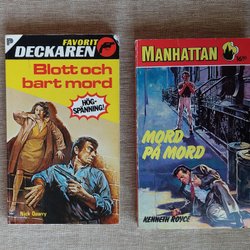 FAVORIT
DECKAREN
Blott och
bart mord
HÖG-
SPÄNNING!
Nick Quarry
MANHATTAN
MORD
PÅ MORD
KENNETH ROYCE